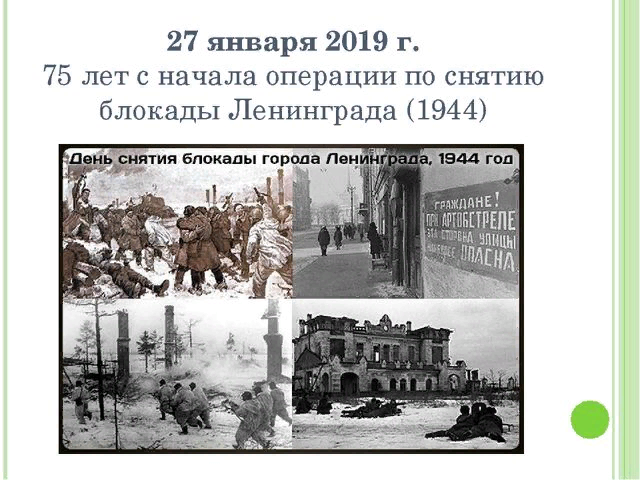 27 января 2019 г.
75 лет с начала операции по снятию
блокады Ленинграда (1944)
День снятия блокады города Ленинграда, 1944 год
ГРАЖДАНЕ!
ПРИ АРТОБСТРЕЛЕ
ЭТА СТОРОНА УЛИЦЫ
НАИБОЛЕЕ ОПАСНА